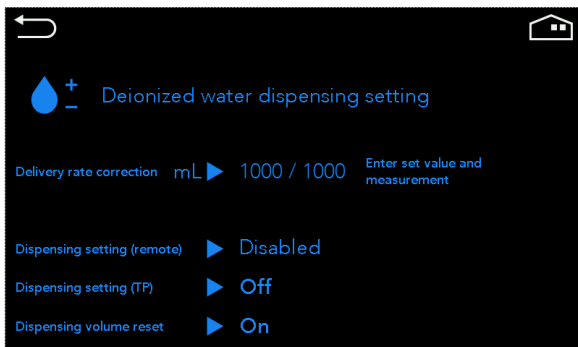 Deionized water dispensing setting
Delivery rate correction mL 1000 / 1000 Enter set value and
measurement
Dispensing setting (remote) Disabled
Dispensing setting (TP) Off
Dispensing volume reset On